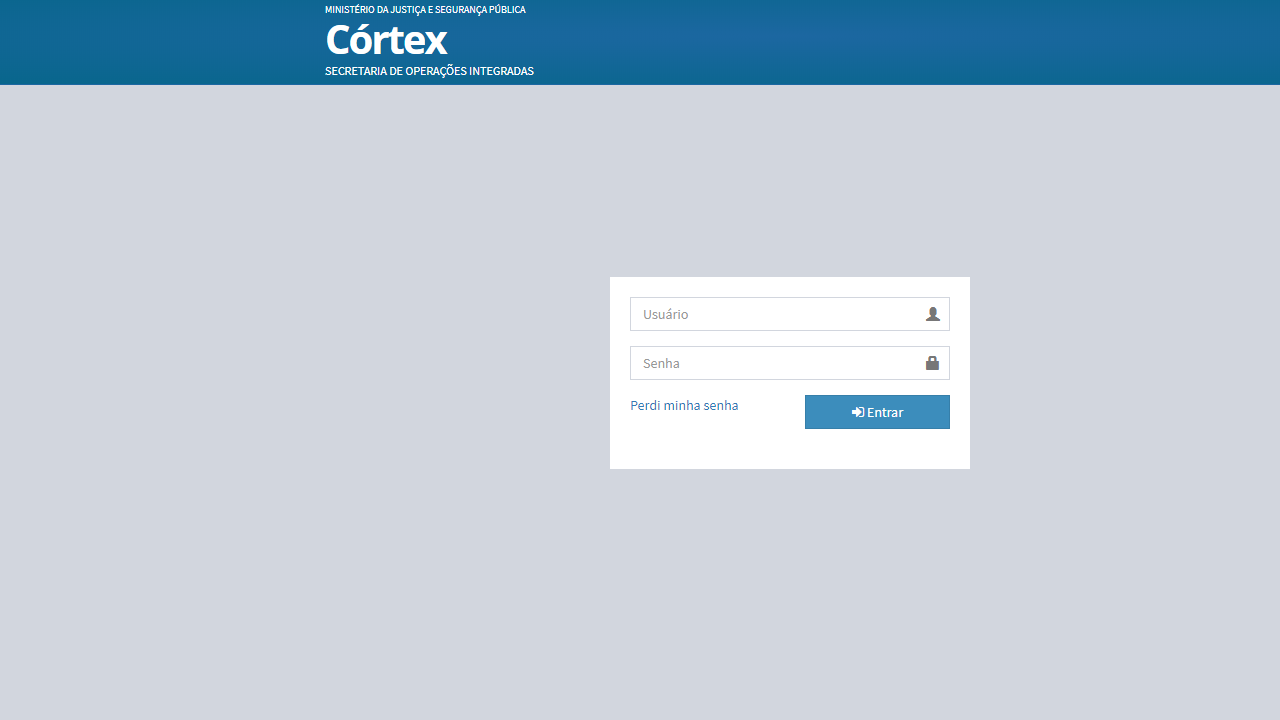 MINISTÉRIO DA JUSTIÇA E SEGURANÇA PÚBLICA
Córtex
SECRETARIA DE OPERAÇÕES INTEGRADAS
Usuário
Senha
Perdi minha senha
Entrar